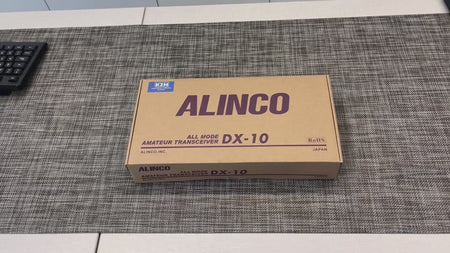 ALINCO
ALL MODE
AMATEUR TRANSCEIVER DX-10
RoHS
ALINCO, INC.
JAPAN
ALINCO
DX-10